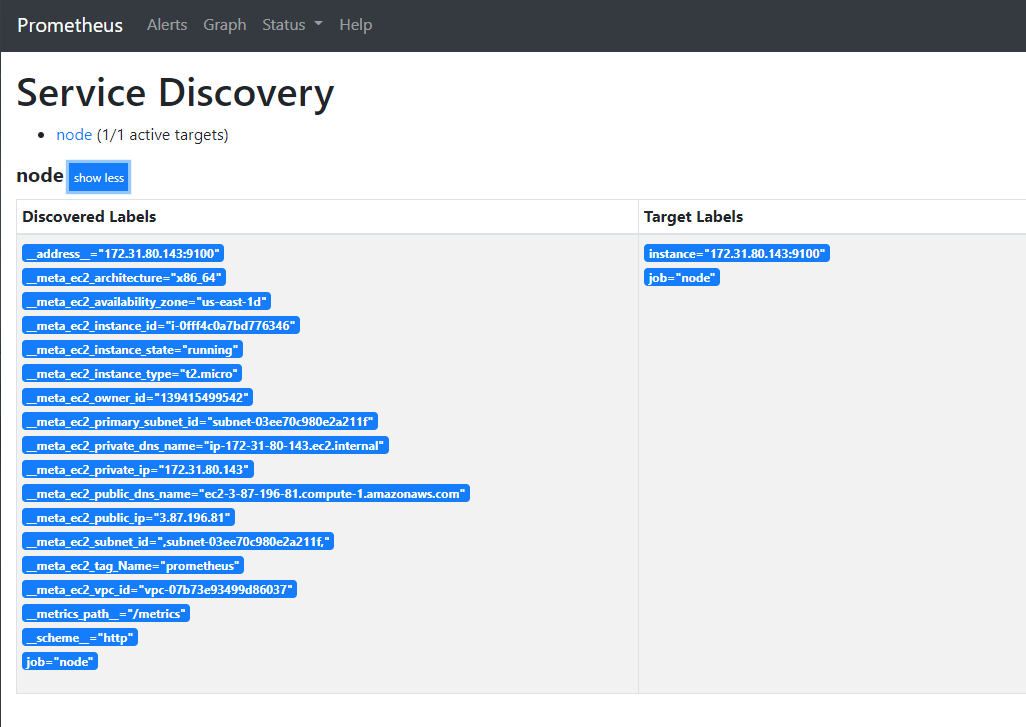 Prometheus Alerts Graph Status Help
Service Discovery
node (1/1 active targets)
node show less
Discovered Labels Target Labels
__address__="172.31.80.143:9100" instance="172.31.80.143:9100"
__meta_ec2_architecture="x86_64" job="node"
__meta_ec2_availability_zone="us-east-1d"
__meta_ec2_instance_id="i-0fff4c0a7bd776346"
__meta_ec2_instance_state="running"
__meta_ec2_instance_type="t2.micro"
__meta_ec2_owner_id="139415499542"
__meta_ec2_primary_subnet_id="subnet-03ee70c980e2a211f"
__meta_ec2_private_dns_name="ip-172-31-80-143.ec2.internal"
__meta_ec2_private_ip="172.31.80.143"
__meta_ec2_public_dns_name="ec2-3-87-196-81.compute-1.amazonaws.com"
__meta_ec2_public_ip="3.87.196.81"
__meta_ec2_subnet_id=",subnet-03ee70c980e2a211f,"
__meta_ec2_tag_Name="prometheus"
__meta_ec2_vpc_id="vpc-07b73e93499d86037"
__metrics_path__="/metrics"
__scheme__="http"
job="node"